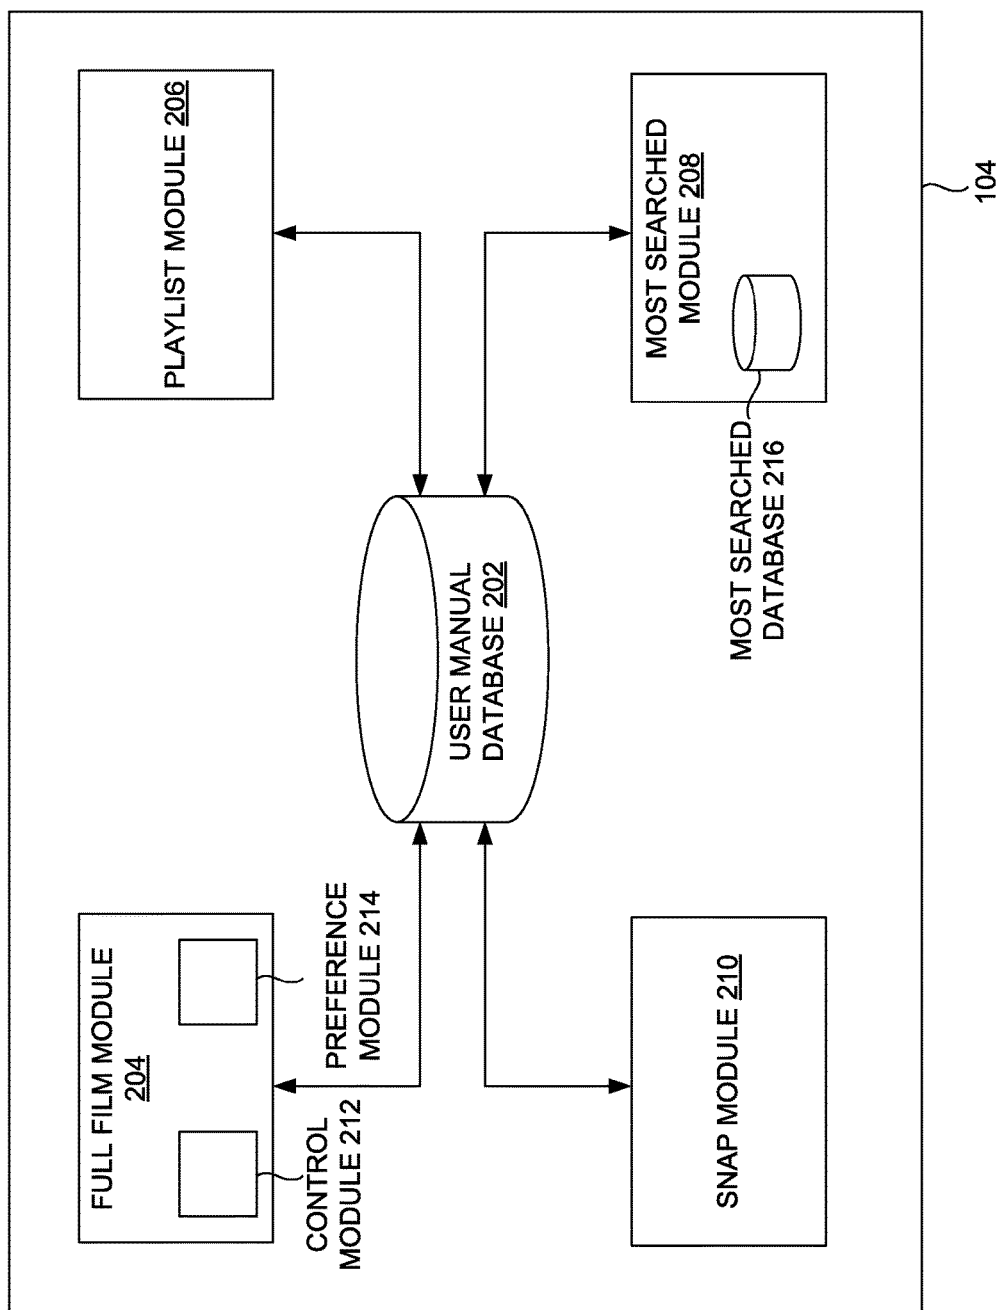 FULL FILM MODULE
204
CONTROL
MODULE 212
PREFERENCE
MODULE 214
PLAYLIST MODULE 206
USER MANUAL
DATABASE 202
SNAP MODULE 210
MOST SEARCHED
MODULE 208
MOST SEARCHED
DATABASE 216
104